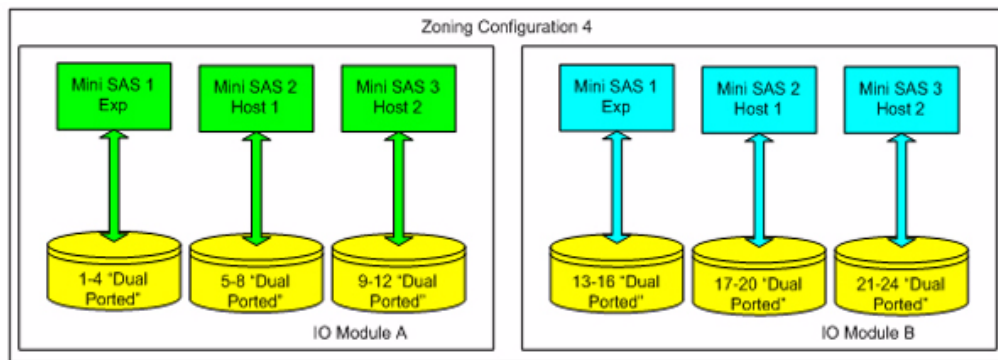 Zoning Configuration 4
Mini SAS 1
Exp
Mini SAS 2
Host 1
Mini SAS 3
Host 2
1-4 “Dual
Ported”
5-8 “Dual
Ported”
9-12 “Dual
Ported”
IO Module A
Mini SAS 1
Exp
Mini SAS 2
Host 1
Mini SAS 3
Host 2
13-16 “Dual
Ported”
17-20 “Dual
Ported”
21-24 “Dual
Ported”
IO Module B